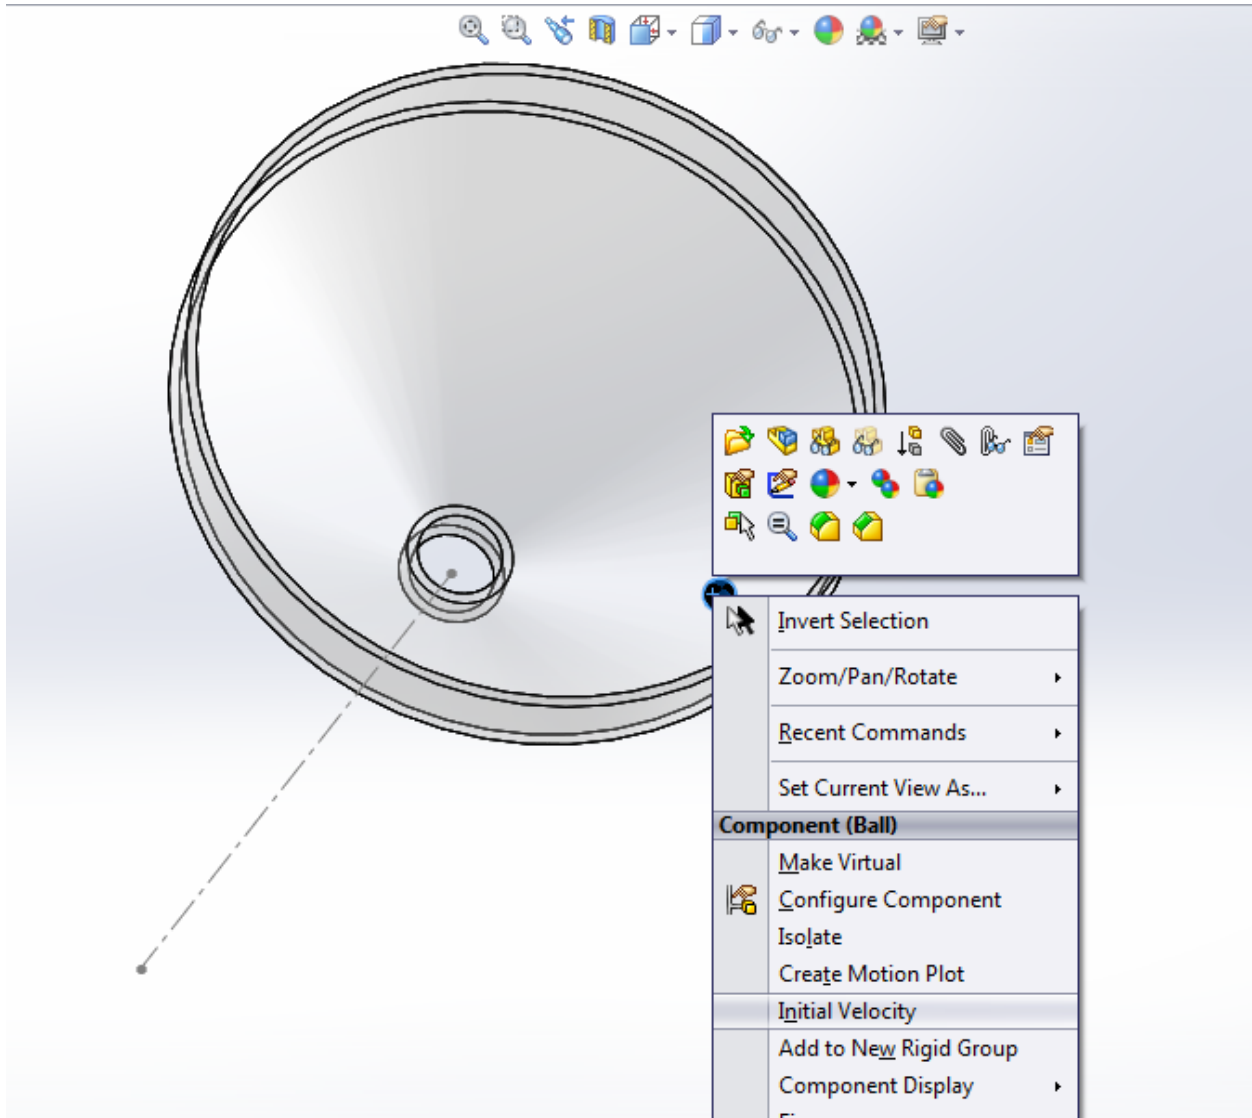 Invert Selection
Zoom/Pan/Rotate
Recent Commands
Set Current View As...
Component (Ball)
Make Virtual
Configure Component
Isolate
Create Motion Plot
Initial Velocity
Add to New Rigid Group
Component Display